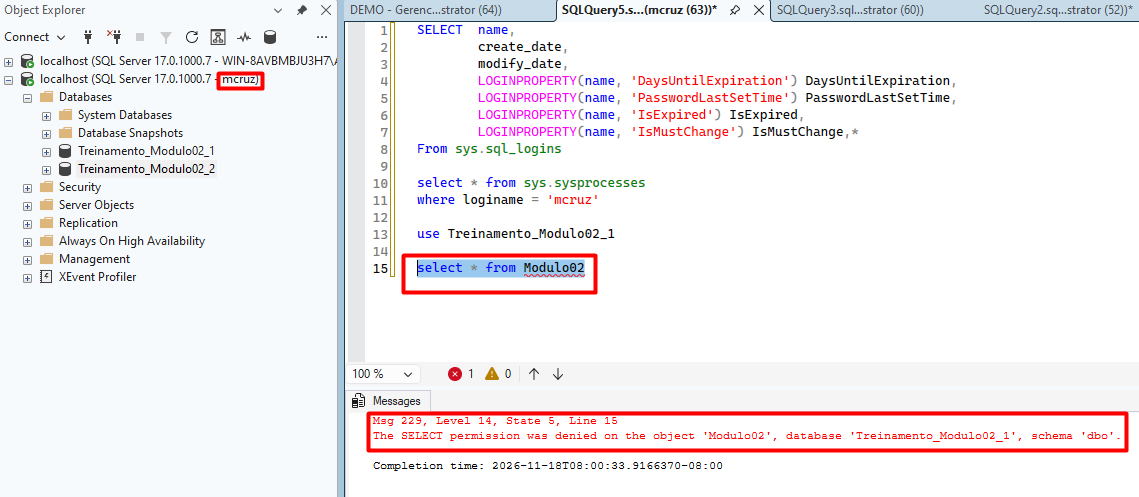 Object Explorer
Connect
localhost (SQL Server 17.0.1000.7 - WIN-8AVBMBJU3H7\A
localhost (SQL Server 17.0.1000.7 - mcruz)
Databases
System Databases
Database Snapshots
Treinamento_Modulo02_1
Treinamento_Modulo02_2
Security
Server Objects
Replication
Always On High Availability
Management
XEvent Profiler
DEMO - Gerenc...strator (64))* SQLQuery5.s...(mcruz (63))* SQLQuery3.sql...strator (60)) SQLQuery2.sq...strator (52))*
1 SELECT name,
2 create_date,
3 modify_date,
4 LOGINPROPERTY(name, 'DaysUntilExpiration') DaysUntilExpiration,
5 LOGINPROPERTY(name, 'PasswordLastSetTime') PasswordLastSetTime,
6 LOGINPROPERTY(name, 'IsExpired') IsExpired,
7 LOGINPROPERTY(name, 'IsMustChange') IsMustChange,*
8 From sys.sql_logins
9
10 select * from sys.sysprocesses
11 where loginame = 'mcruz'
12
13 use Treinamento_Modulo02_1
14
15 select * from Modulo02
100 % 1 0
Messages
Msg 229, Level 14, State 5, Line 15
The SELECT permission was denied on the object 'Modulo02', database 'Treinamento_Modulo02_1', schema 'dbo'.
Completion time: 2026-11-18T08:00:33.9166370-08:00